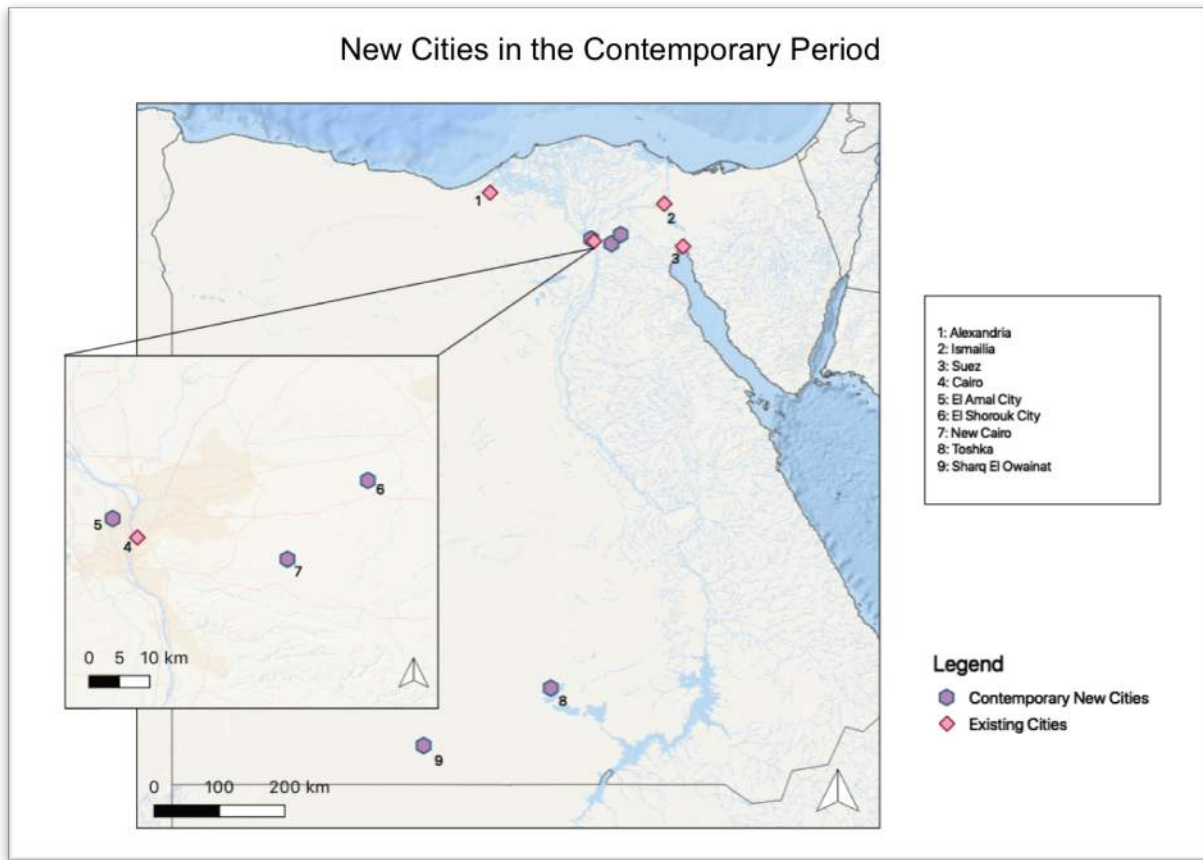 New Cities in the Contemporary Period
1
2
3
5
4
6
7
0 5 10 km
8
9
0 100 200 km
1: Alexandria
2: Ismailia
3: Suez
4: Cairo
5: El Amal City
6: El Shorouk City
7: New Cairo
8: Toshka
9: Sharq El Owainat
Legend
Contemporary New Cities
Existing Cities